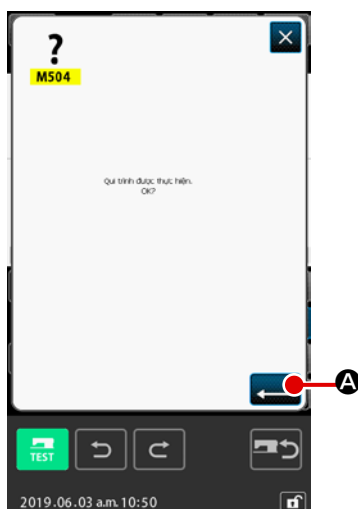 ?
M504
Qui trình được thực hiện.
OK?
A
TEST
2019.06.03 a.m. 10:50